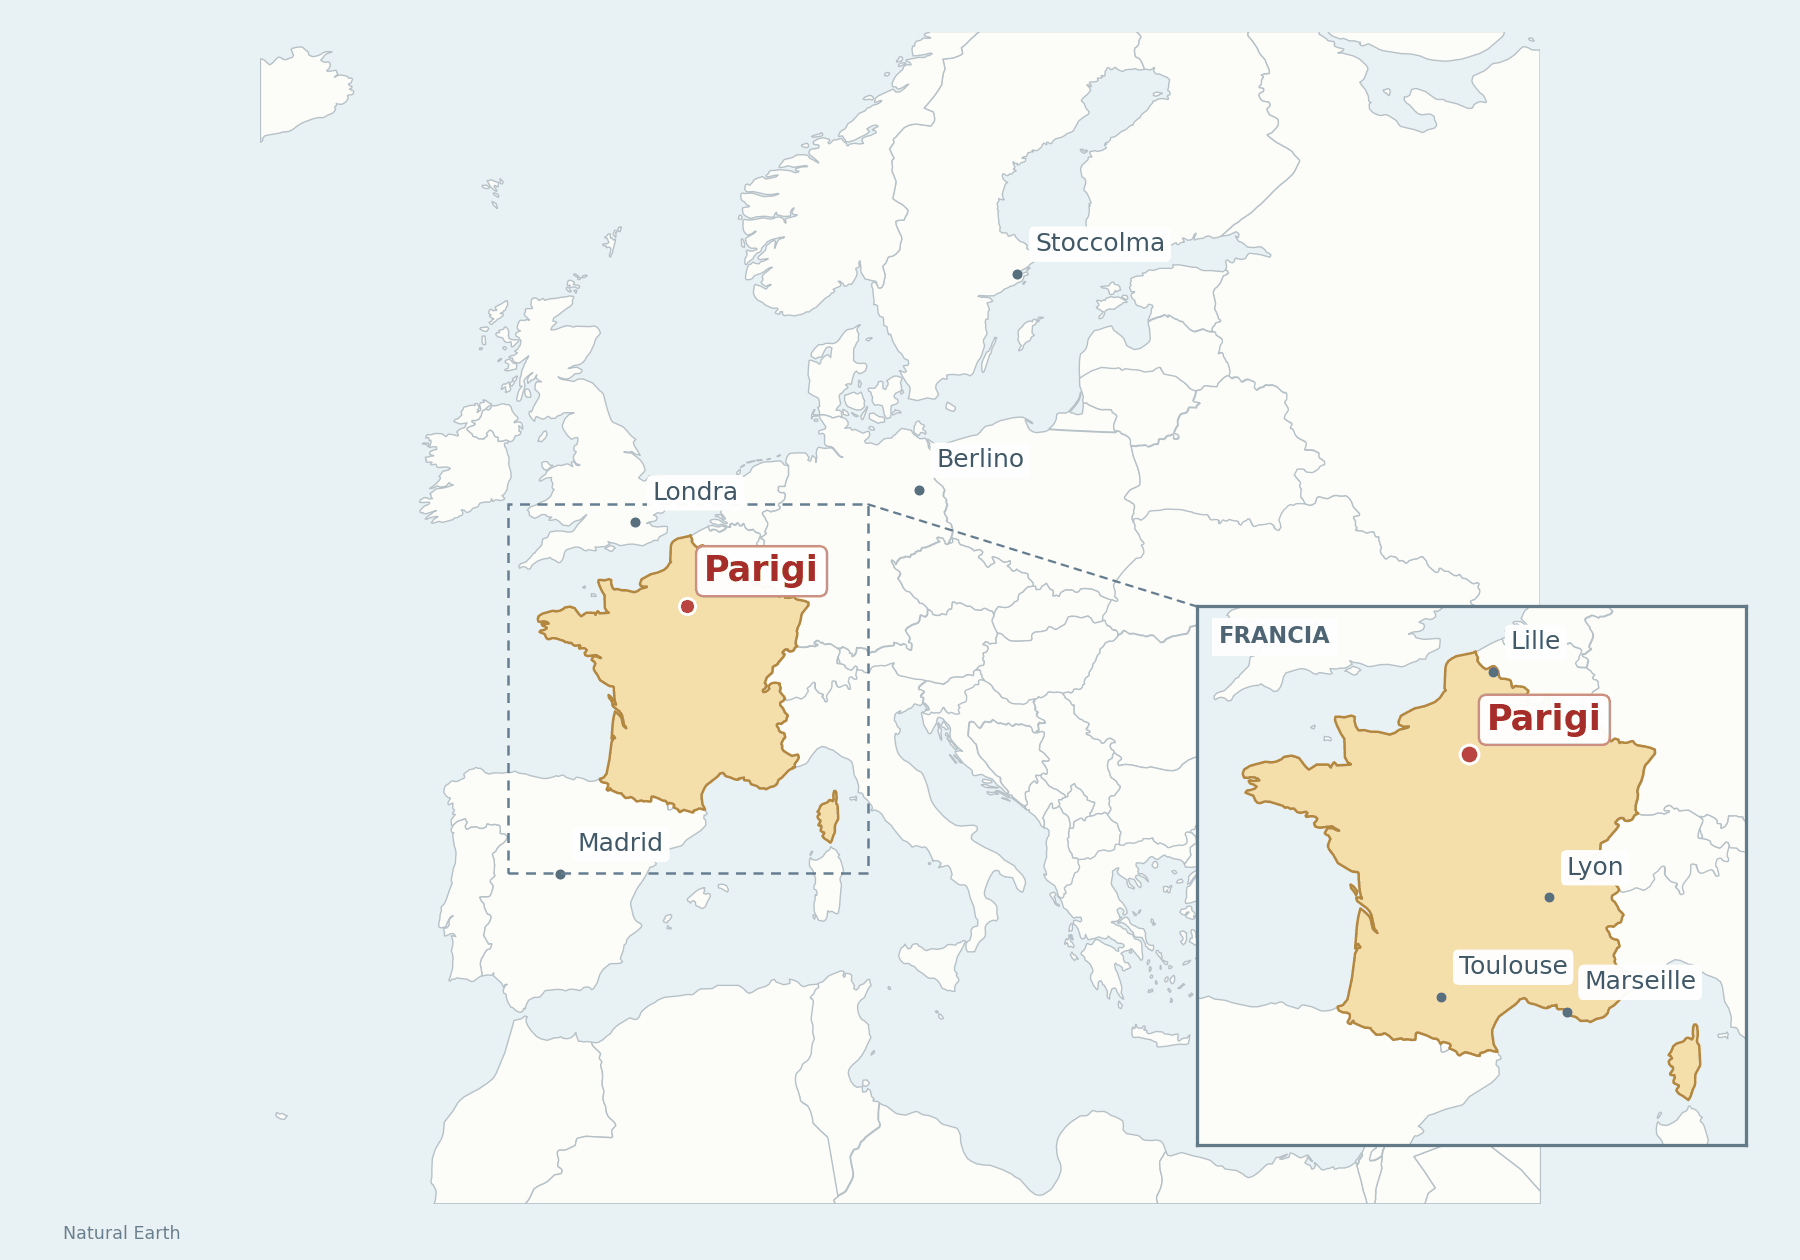 Stoccolma
Berlino
Londra
Parigi
Madrid
FRANCIA
Lille
Parigi
Lyon
Toulouse
Marseille
Natural Earth